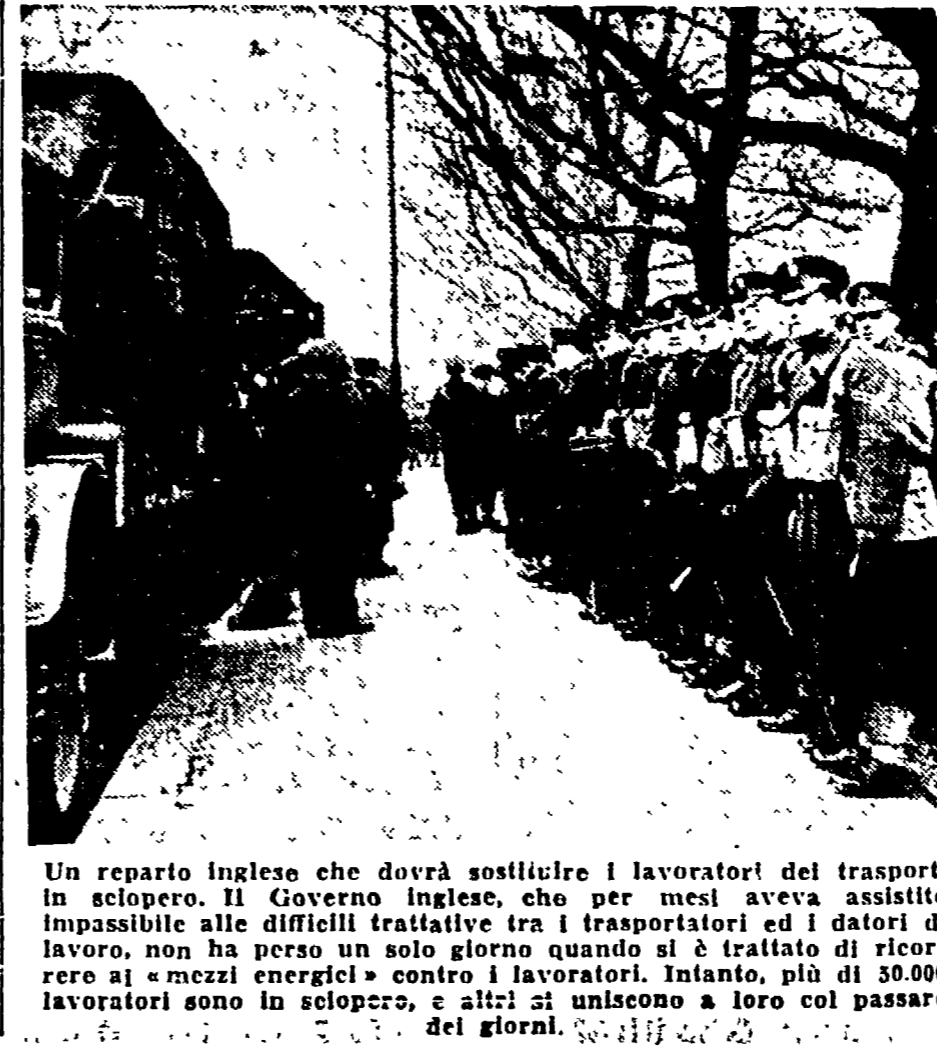 Un reparto inglese che dovrà sostituire i lavoratori dei trasport
in sciopero. Il Governo inglese, che per mesi aveva assistit
impassibile alle difficili trattative tra i trasportatori ed i datori d
lavoro, non ha perso un solo giorno quando si è trattato di ricor-
rere ai «mezzi energici» contro i lavoratori. Intanto, più di 30.00
lavoratori sono in sciopero, e altri si uniscono a loro col passar
dei giorni.